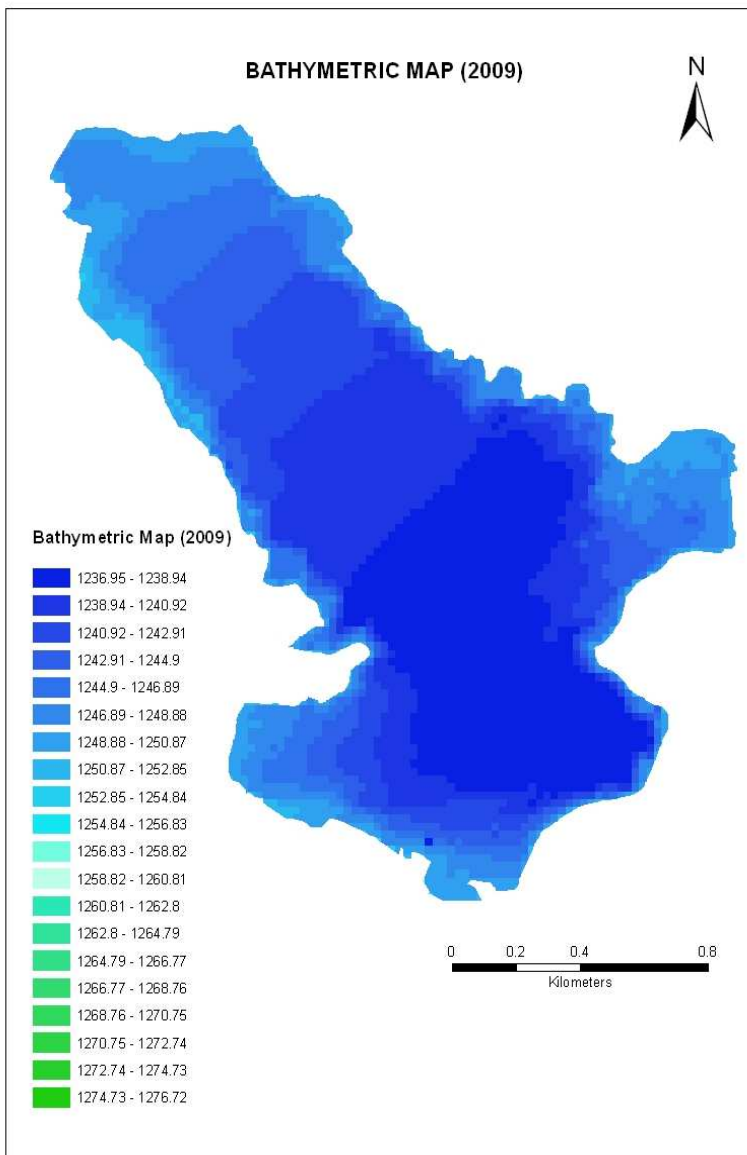 BATHYMETRIC MAP (2009)
N
Bathymetric Map (2009)
1236.95 - 1238.94
1238.94 - 1240.92
1240.92 - 1242.91
1242.91 - 1244.9
1244.9 - 1246.89
1246.89 - 1248.88
1248.88 - 1250.87
1250.87 - 1252.85
1252.85 - 1254.84
1254.84 - 1256.83
1256.83 - 1258.82
1258.82 - 1260.81
1260.81 - 1262.8
1262.8 - 1264.79
1264.79 - 1266.77
1266.77 - 1268.76
1268.76 - 1270.75
1270.75 - 1272.74
1272.74 - 1274.73
1274.73 - 1276.72
0 0.2 0.4 0.8
Kilometers